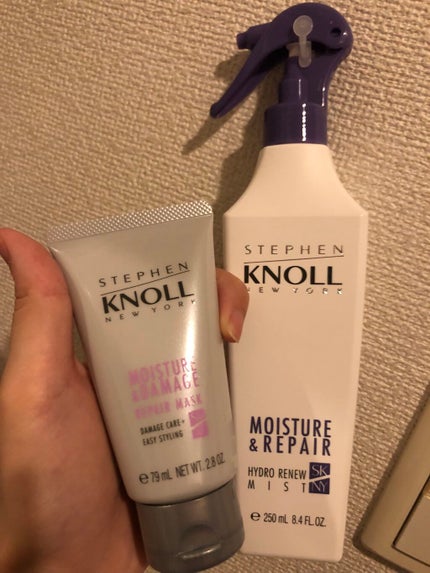 STEPHEN
KNOLL
NEW YORK
MOISTURE
& DAMAGE
REPAIR MASK
DAMAGE CARE+
EASY STYLING
℮ 79 mL NET WT. 2.8 OZ.
STEPHEN
KNOLL
NEW YORK
MOISTURE
& REPAIR
HYDRO RENEW
MIST
SK
NY
℮ 250 mL 8.4 FL. OZ.